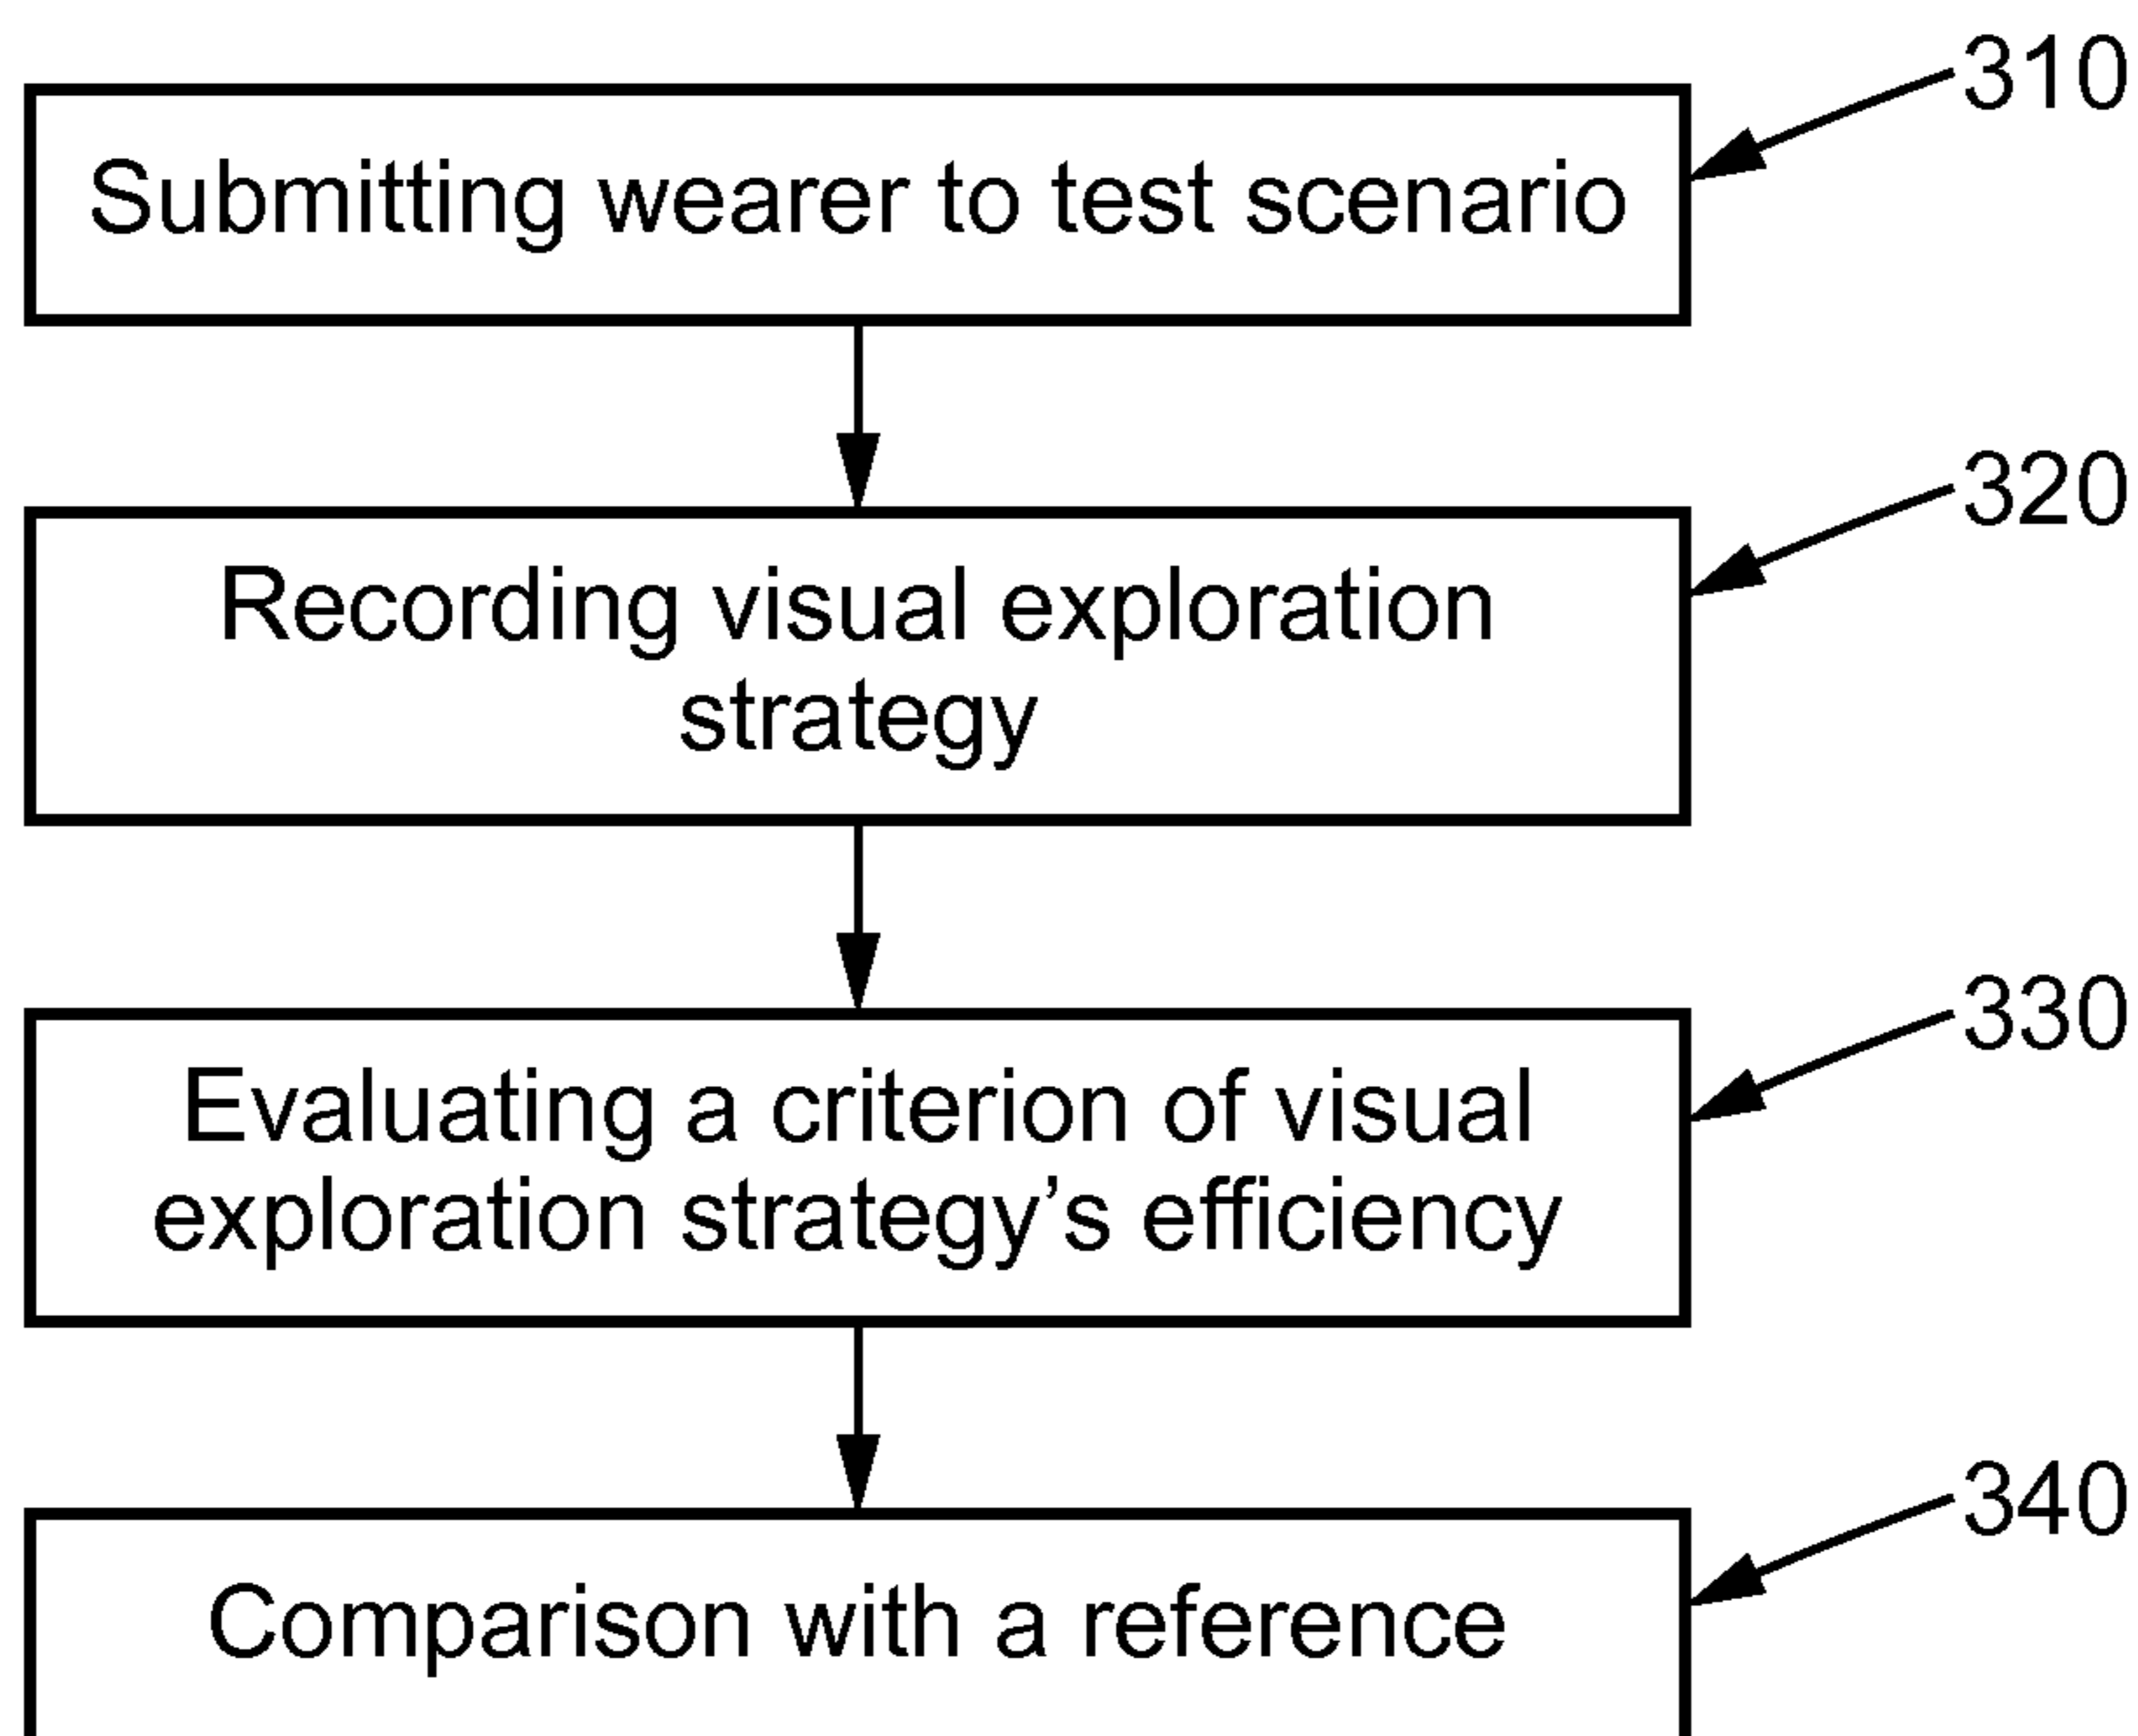 310
Submitting wearer to test scenario
320
Recording visual exploration
strategy
330
Evaluating a criterion of visual
exploration strategy’s efficiency
340
Comparison with a reference